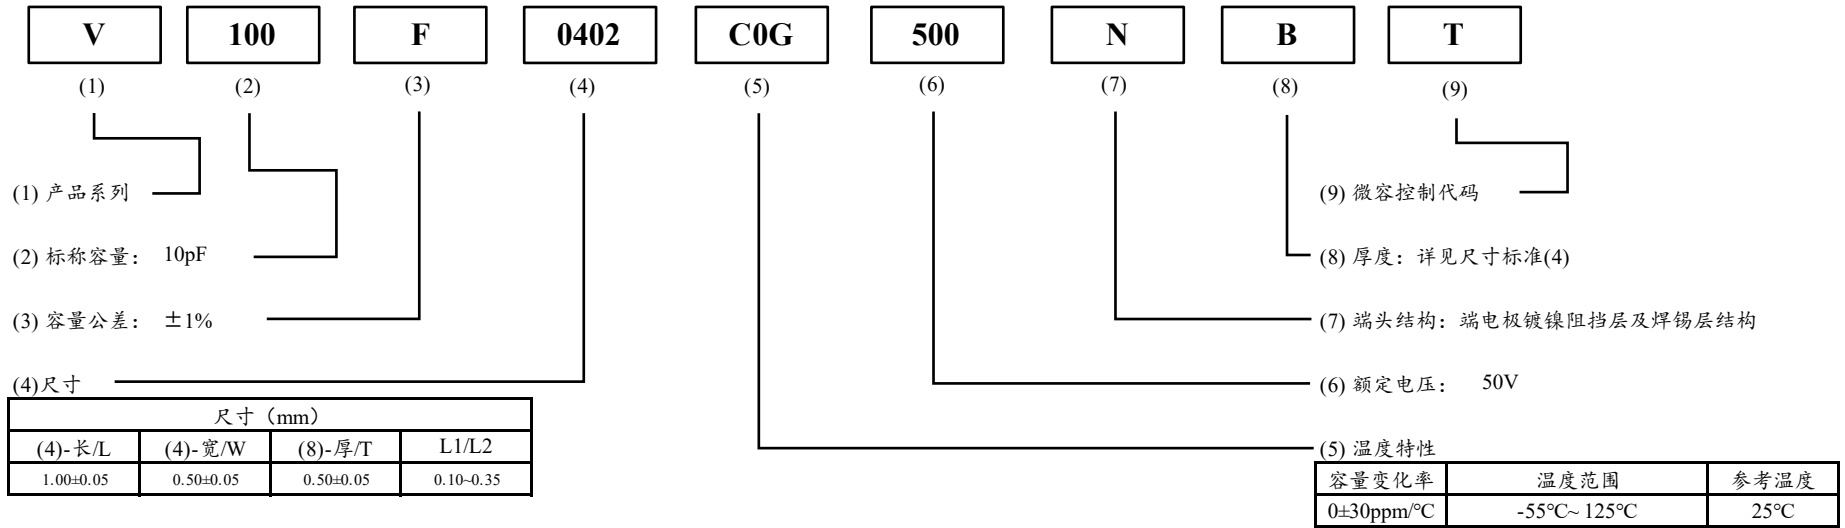 V 100 F 0402 C0G 500 N B T
(1) (2) (3) (4) (5) (6) (7) (8) (9)
(1) 产品系列
(9) 微容控制代码
(2) 标称容量： 10pF
(8) 厚度：详见尺寸标准(4)
(3) 容量公差： ±1%
(7) 端头结构：端电极镀镍阻挡层及焊锡层结构
(4)尺寸
(6) 额定电压： 50V
尺寸（mm）
(4)-长/L (4)-宽/W (8)-厚/T L1/L2
1.00±0.05 0.50±0.05 0.50±0.05 0.10~0.35
(5) 温度特性
容量变化率 温度范围 参考温度
0±30ppm/°C -55°C~ 125°C 25°C